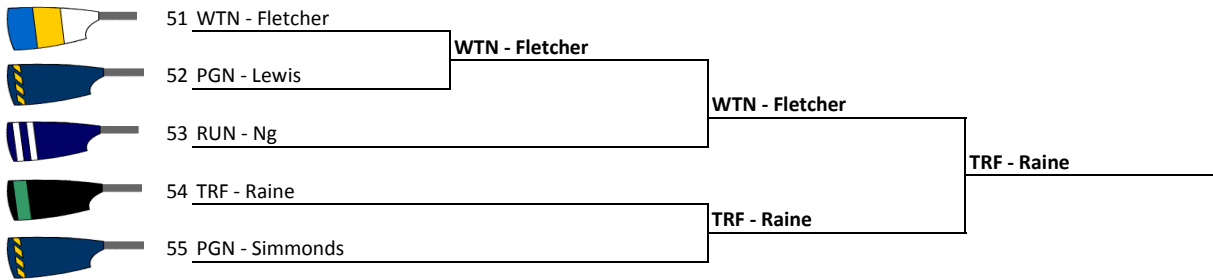 51 WTN - Fletcher
WTN - Fletcher
52 PGN - Lewis
WTN - Fletcher
53 RUN - Ng
TRF - Raine
54 TRF - Raine
TRF - Raine
55 PGN - Simmonds